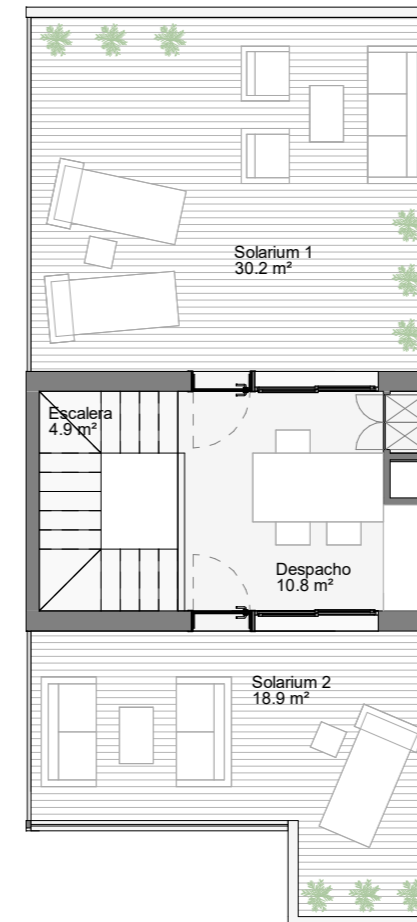 Solarium 1
30.2 m²
Escalera
4.9 m²
Despacho
10.8 m²
Solarium 2
18.9 m²